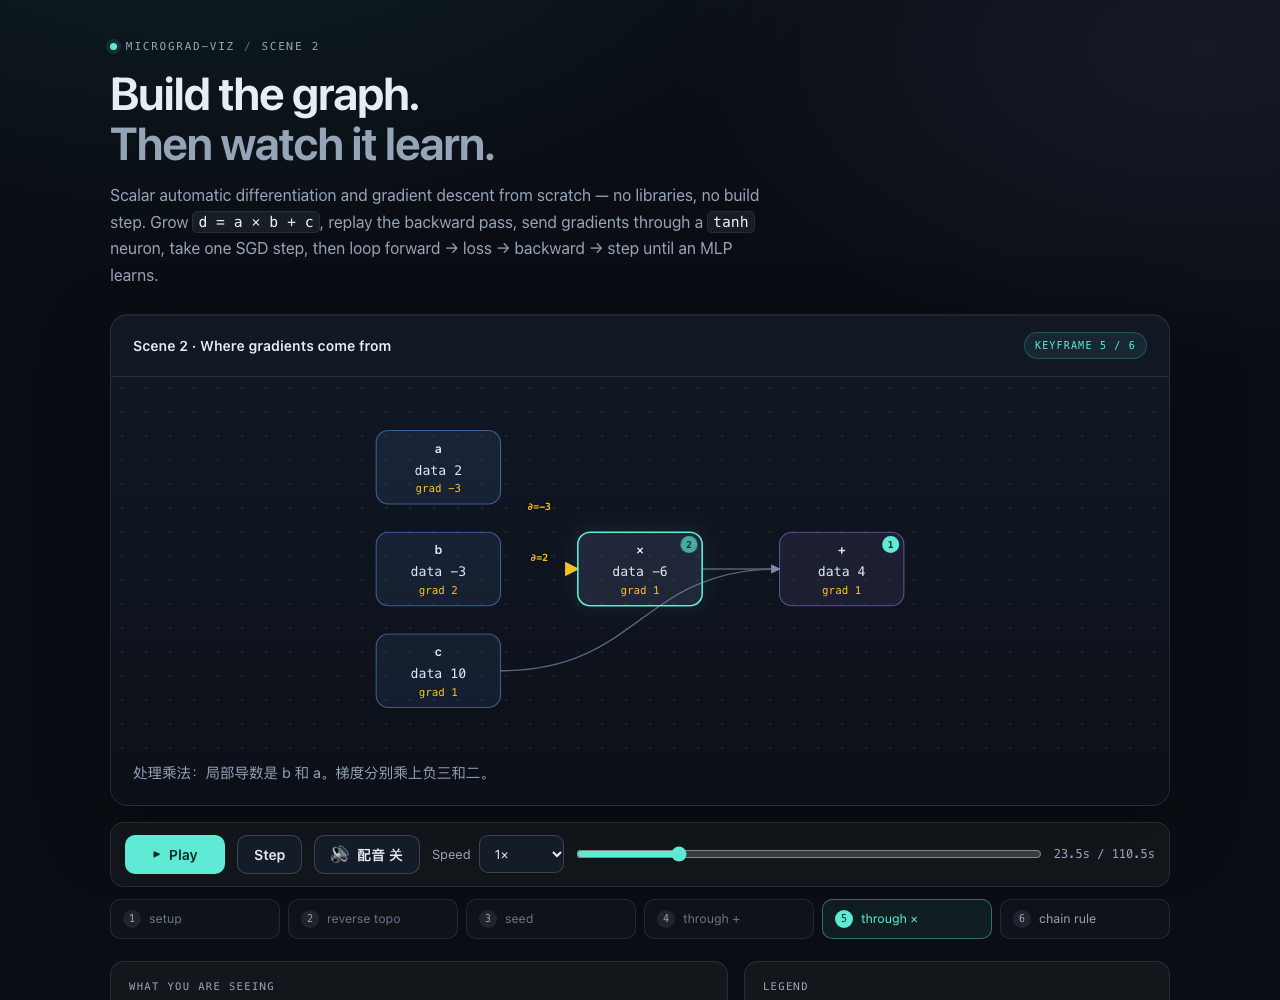 MICROGRAD-VIZ / SCENE 2
Build the graph.
Then watch it learn.
Scalar automatic differentiation and gradient descent from scratch — no libraries, no build
step. Grow d = a × b + c, replay the backward pass, send gradients through a tanh
neuron, take one SGD step, then loop forward → loss → backward → step until an MLP
learns.
Scene 2 · Where gradients come from
KEYFRAME 5 / 6
a
data 2
grad −3
∂=−3
b
data −3
grad 2
∂=2
×
2
data −6
grad 1
+
1
data 4
grad 1
c
data 10
grad 1
处理乘法：局部导数是 b 和 a。梯度分别乘上负三和二。
Play
Step
配音 关
Speed
1×
23.5s / 110.5s
1 setup
2 reverse topo
3 seed
4 through +
5 through ×
6 chain rule
WHAT YOU ARE SEEING
LEGEND